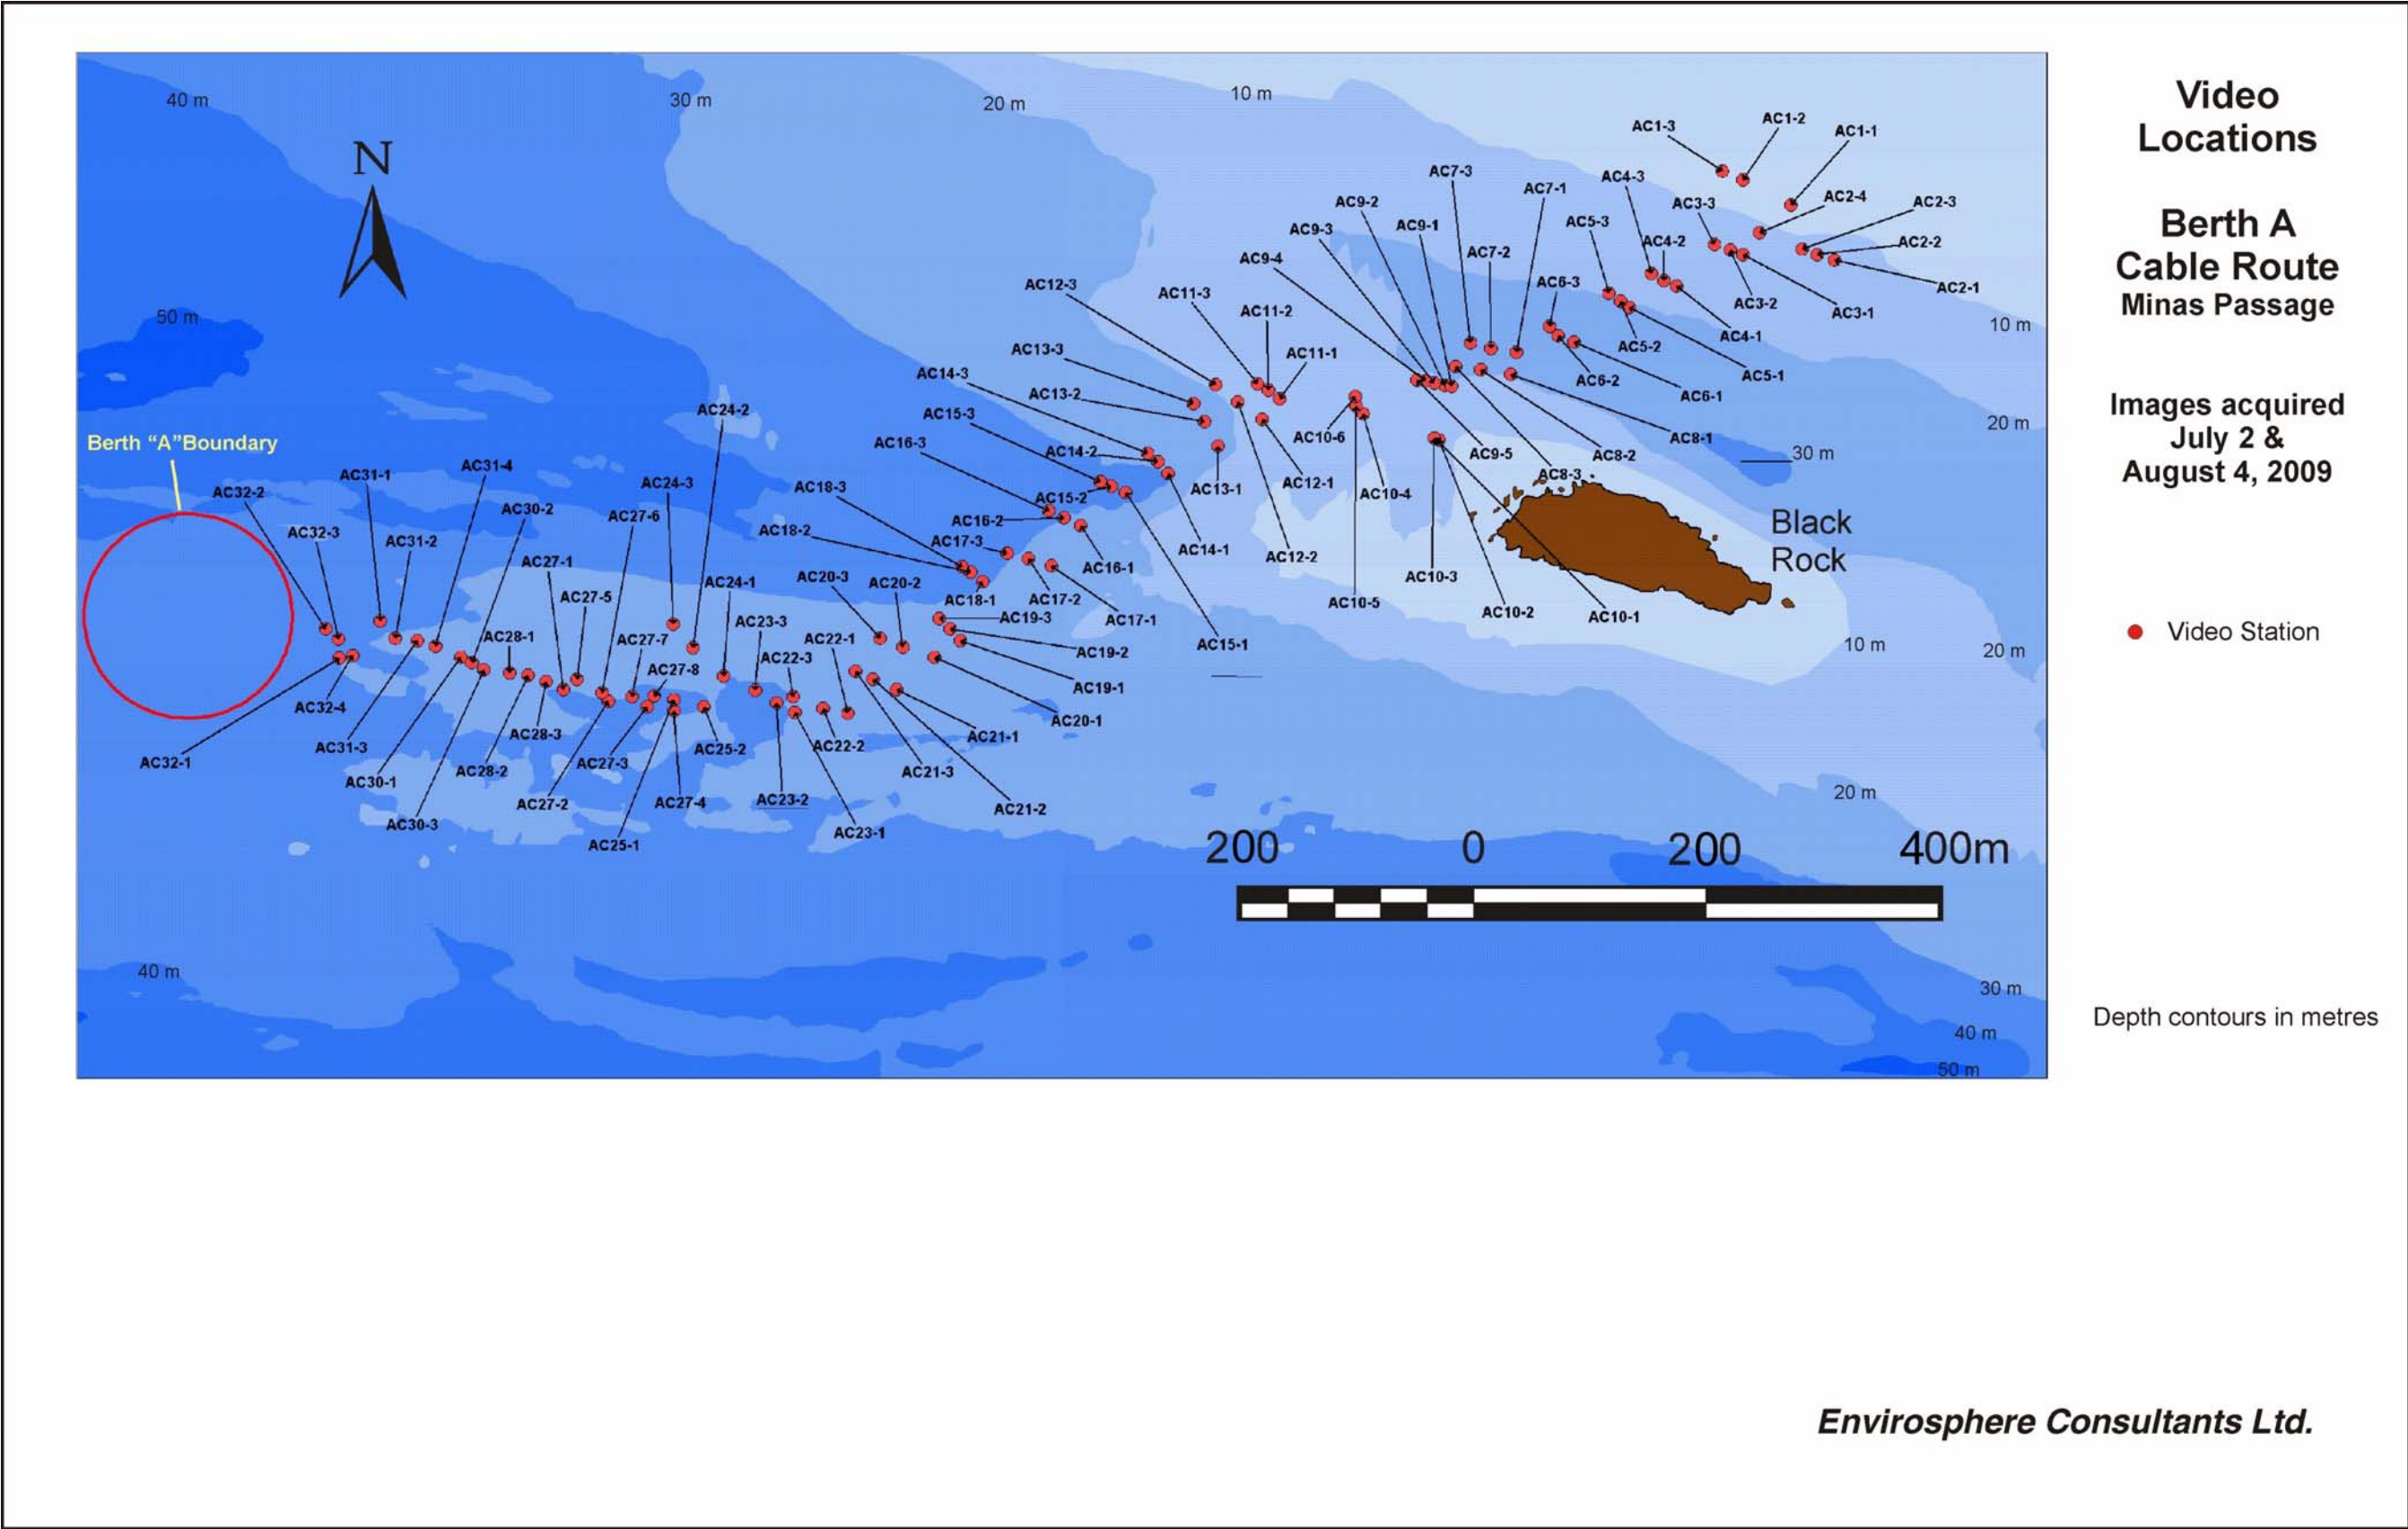 40 m
30 m
20 m
10 m
N
Video
Locations
Berth A
Cable Route
Minas Passage
Images acquired
July 2 &
August 4, 2009
Video Station
Depth contours in metres
AC1-3
AC1-2
AC1-1
AC7-3
AC4-3
AC7-1
AC2-4
AC9-2
AC3-3
AC2-3
AC5-3
AC9-1
AC9-3
AC4-2
AC2-2
AC7-2
AC9-4
AC6-3
AC12-3
AC2-1
AC11-3
AC3-2
AC11-2
AC3-1
50 m
10 m
AC4-1
AC5-2
AC13-3
AC11-1
AC14-3
AC5-1
AC6-2
AC13-2
AC6-1
AC24-2
AC15-3
20 m
AC10-6
AC8-1
Berth "A"Boundary
AC16-3
AC14-2
AC9-5
AC8-2
30 m
AC31-4
AC31-1
AC8-3
AC24-3
AC12-1
AC18-3
AC13-1
AC32-2
AC10-4
AC15-2
AC30-2
AC27-6
AC16-2
Black
Rock
AC18-2
AC32-3
AC31-2
AC17-3
AC14-1
AC12-2
AC27-1
AC16-1
AC20-3
AC10-3
AC24-1
AC20-2
AC27-5
AC18-1
AC17-2
AC10-5
AC10-2
AC19-3
AC10-1
AC17-1
AC23-3
AC28-1
AC27-7
AC22-1
AC15-1
10 m
20 m
AC19-2
AC22-3
AC27-8
AC19-1
AC32-4
AC20-1
AC28-3
AC21-1
AC31-3
AC25-2
AC22-2
AC32-1
AC27-3
AC28-2
AC21-3
AC30-1
20 m
AC23-2
AC27-4
AC27-2
AC21-2
AC30-3
AC23-1
AC25-1
200 0 200 400m
40 m
30 m
40 m
50 m
Envirosphere Consultants Ltd.